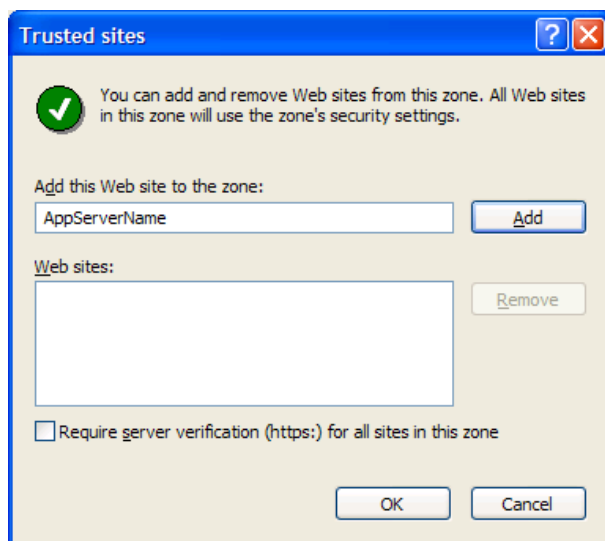 Trusted sites
You can add and remove Web sites from this zone. All Web sites
in this zone will use the zone's security settings.
Add this Web site to the zone:
AppServerName
Add
Web sites:
Remove
Require server verification (https:) for all sites in this zone
OK
Cancel